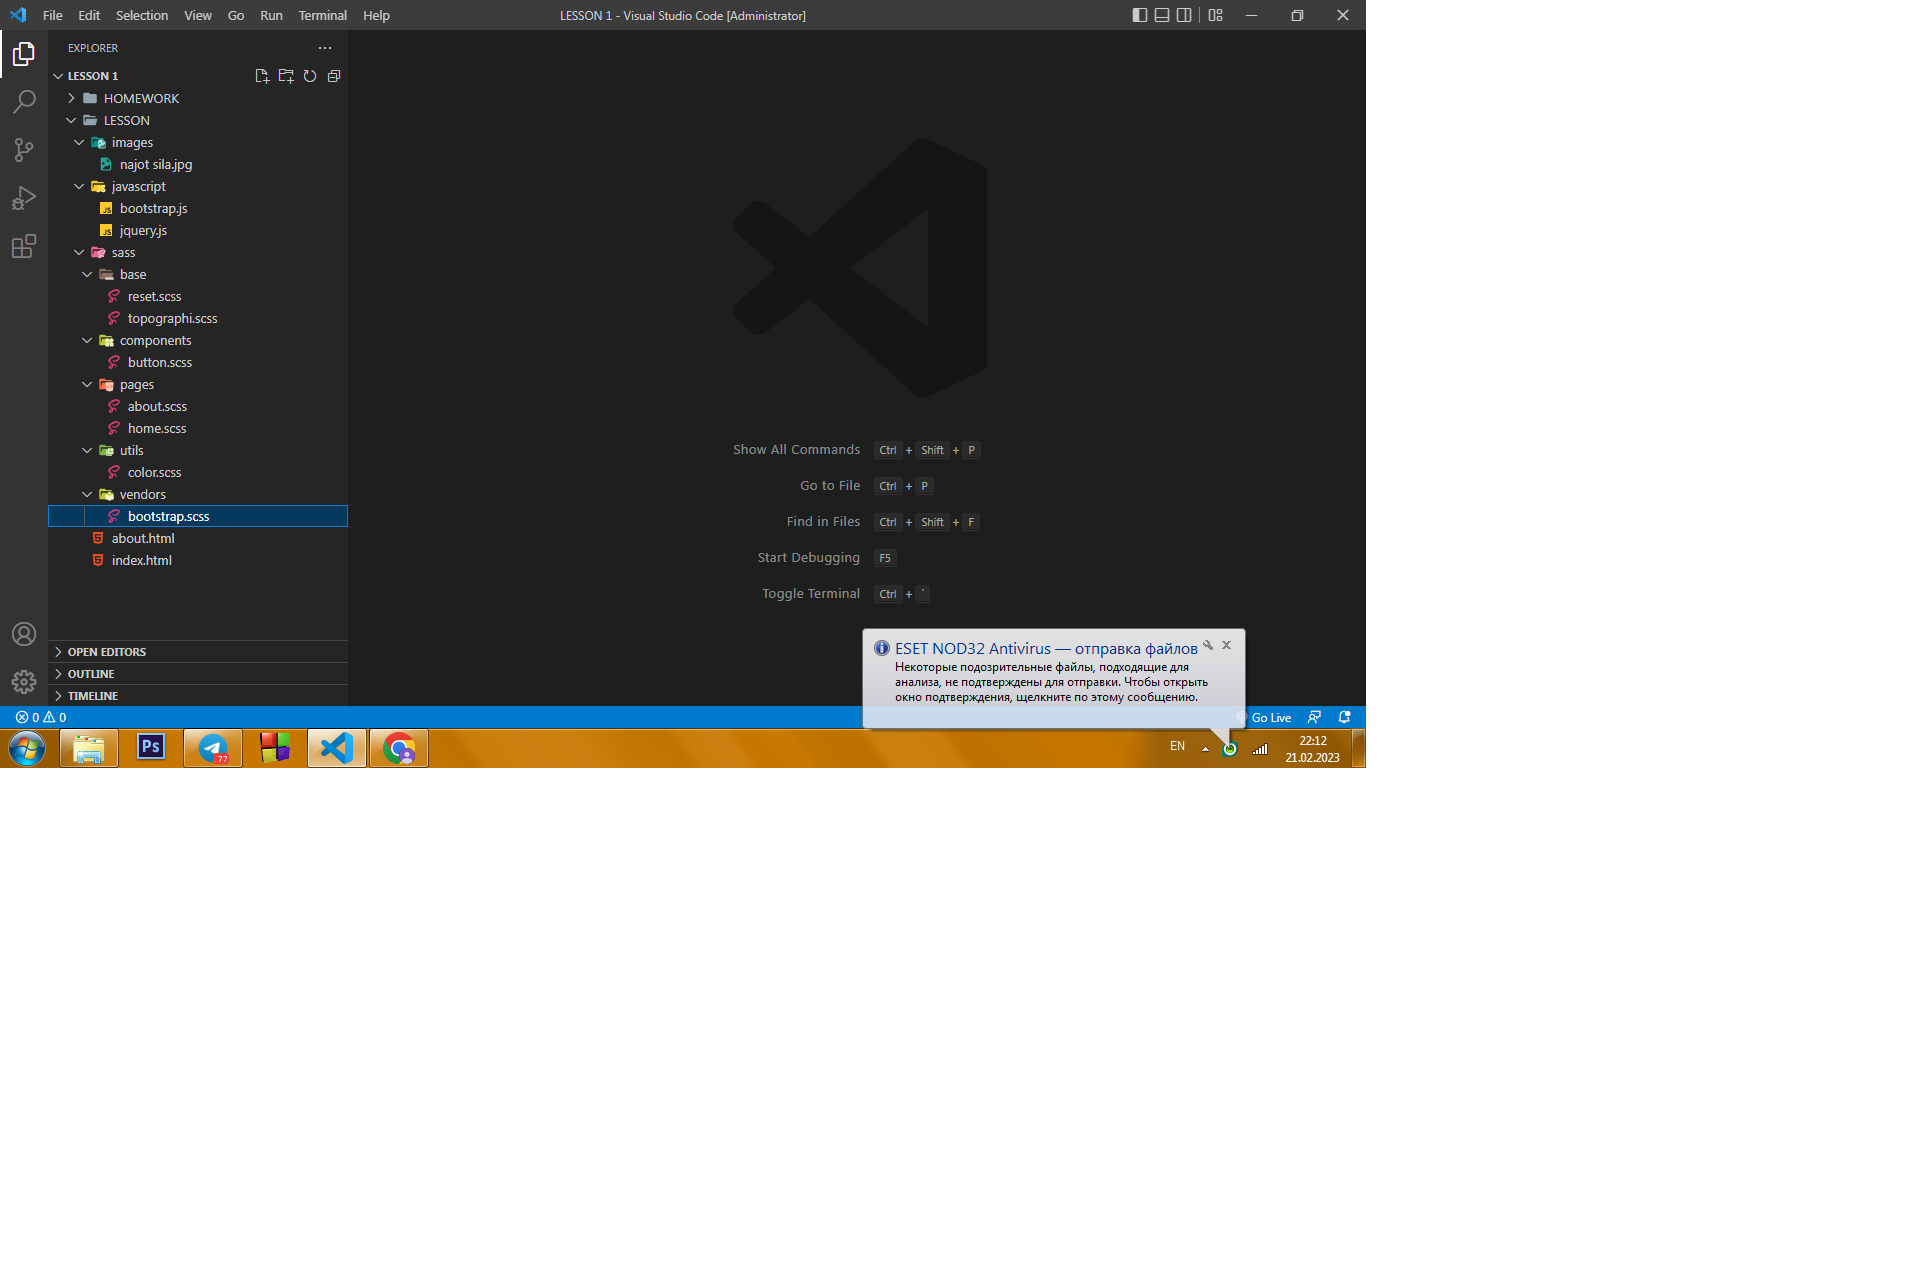 File Edit Selection View Go Run Terminal Help
LESSON 1 - Visual Studio Code [Administrator]
EXPLORER
LESSON 1
HOMEWORK
LESSON
images
najot sila.jpg
javascript
JS bootstrap.js
JS jquery.js
sass
base
reset.scss
topographi.scss
components
button.scss
pages
about.scss
home.scss
utils
color.scss
vendors
bootstrap.scss
about.html
index.html
OPEN EDITORS
OUTLINE
TIMELINE
Show All Commands Ctrl + Shift + P
Go to File Ctrl + P
Find in Files Ctrl + Shift + F
Start Debugging F5
Toggle Terminal Ctrl + `
ESET NOD32 Antivirus — отправка файлов
Некоторые подозрительные файлы, подходящие для
анализа, не подтверждены для отправки. Чтобы открыть
окно подтверждения, щелкните по этому сообщению.
0 0
Go Live
Ps
..77
EN
22:12
21.02.2023